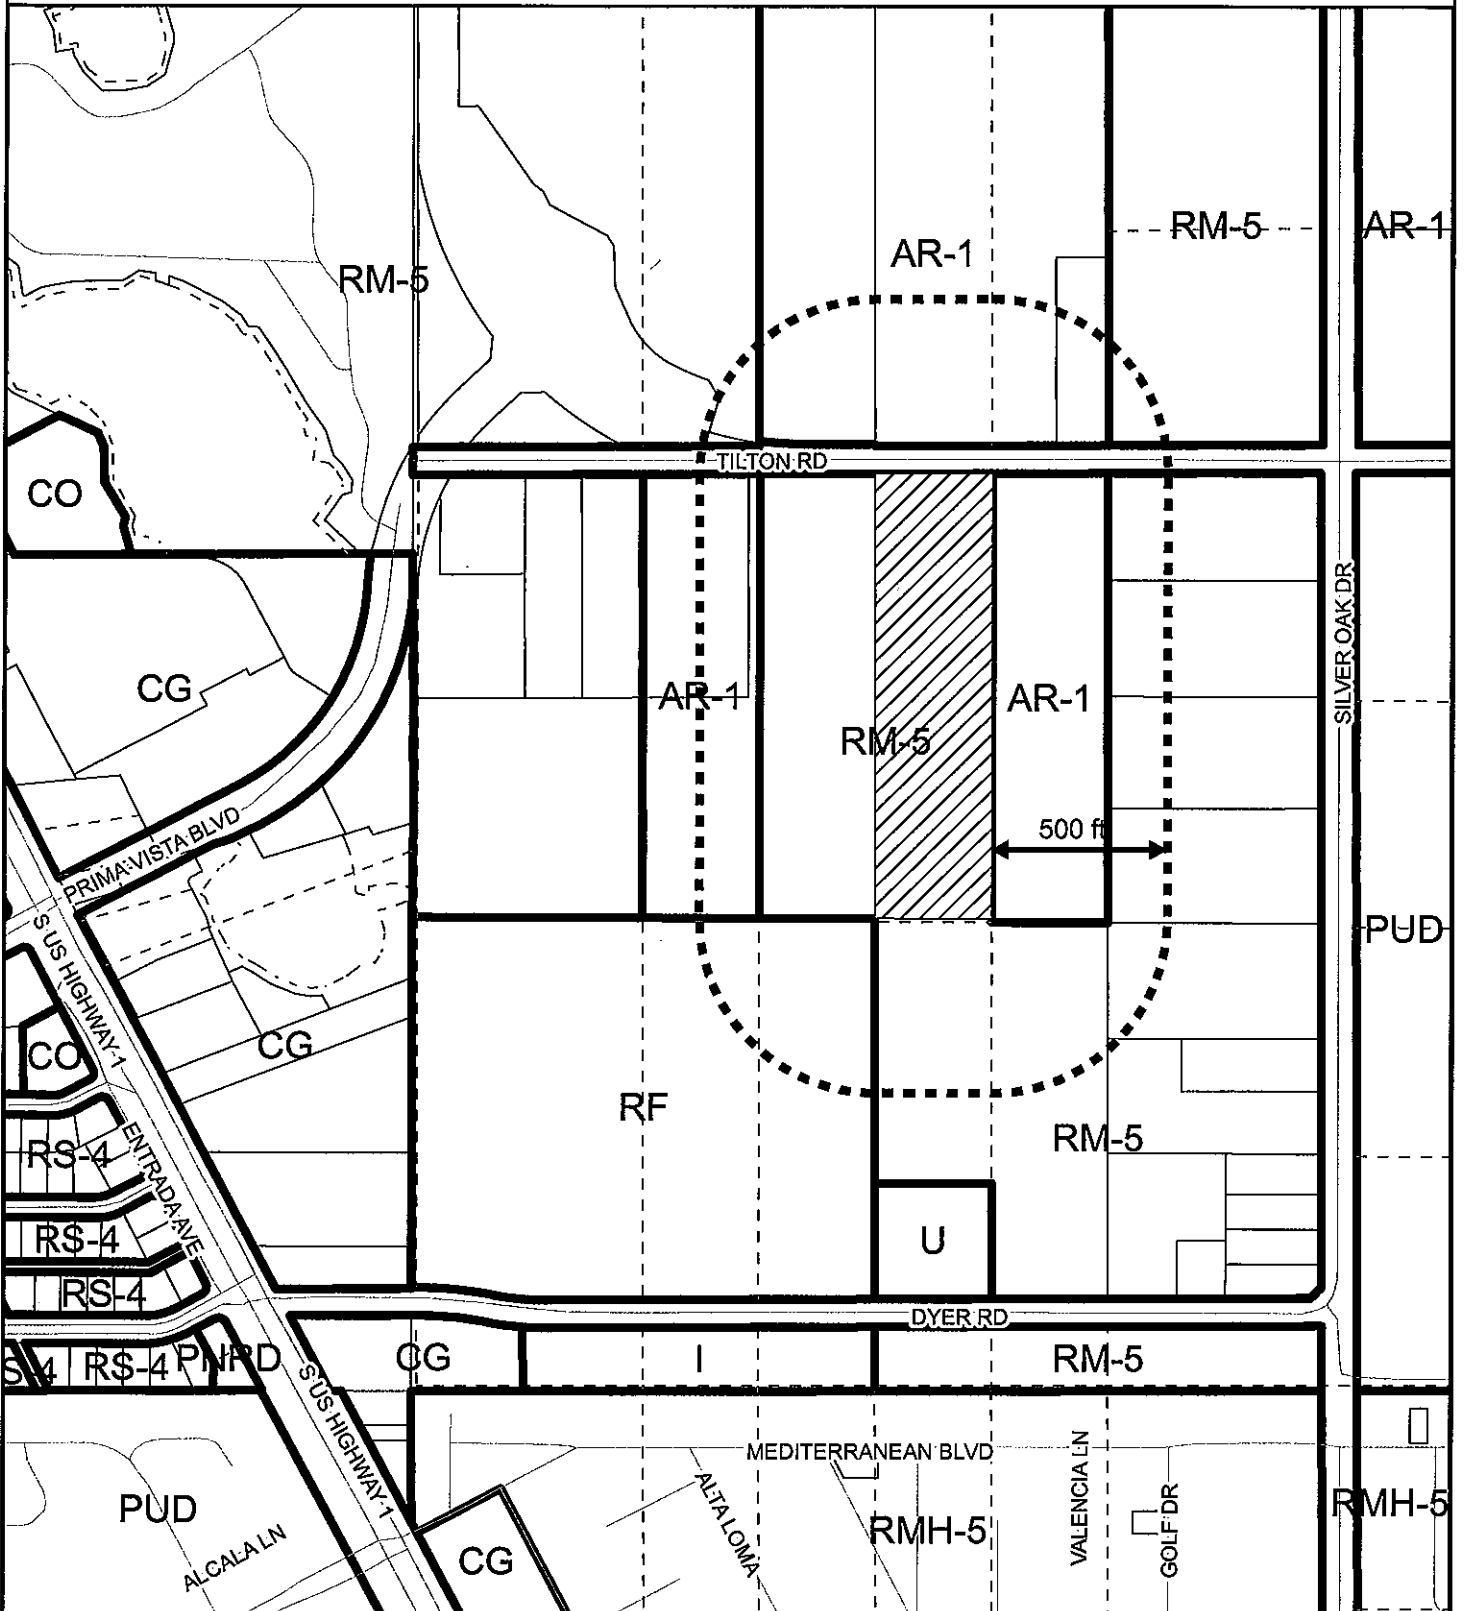 RM-5
AR-1
AR-1
RM-5
TILTON RD
CO
SILVER OAK DR
CG
AR-1
AR-1
RM-5
500 ft
PRIMA VISTA BLVD
PUD
S US HIGHWAY 1
CO
CG
RF
RM-5
RS-4
ENTRADA AVE
U
RS-4
RS-4
DYER RD
S-4
RS-4
PNRD
CG
I
RM-5
S US HIGHWAY 1
MEDITERRANEAN BLVD
PUD
ALCALA LN
CG
ALTA LOMA
RMH-5
VALENCIA LN
GOLF DR
RMH-5